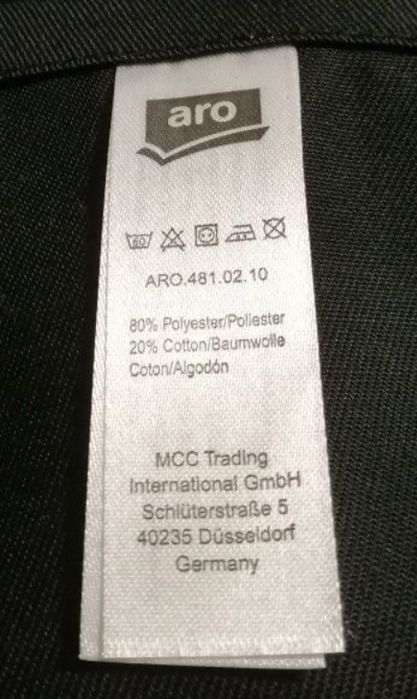 aro
60
ARO.481.02.10
80% Polyester/Poliester
20% Cotton/Baumwolle
Coton/Algodón
MCC Trading
International GmbH
Schlüterstraße 5
40235 Düsseldorf
Germany